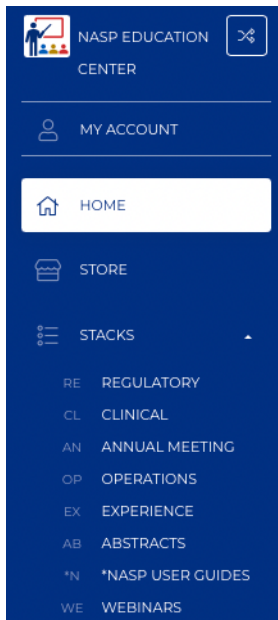 NASP EDUCATION
CENTER
MY ACCOUNT
HOME
STORE
STACKS
RE REGULATORY
CL CLINICAL
AN ANNUAL MEETING
OP OPERATIONS
EX EXPERIENCE
AB ABSTRACTS
*N *NASP USER GUIDES
WE WEBINARS